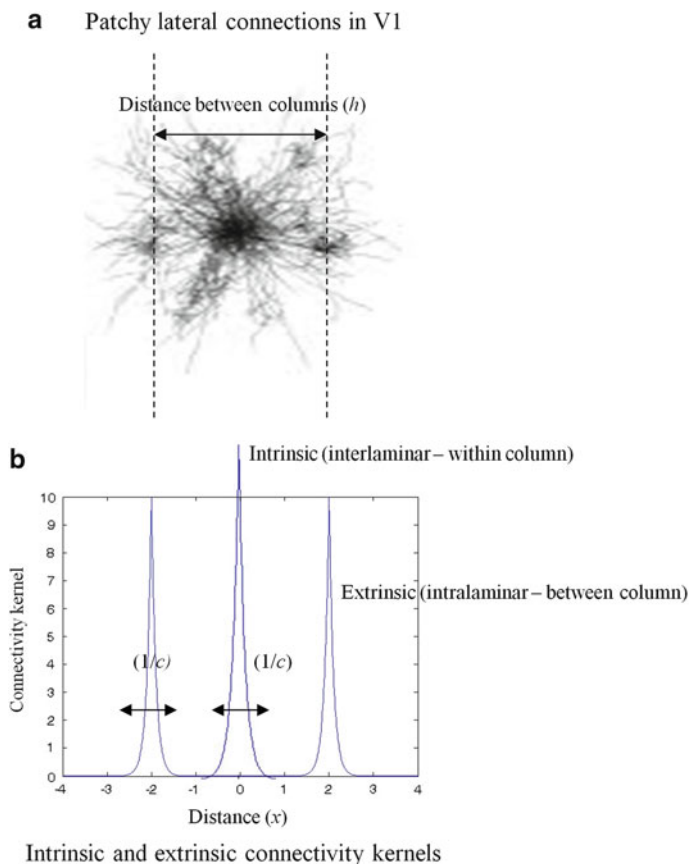 a Patchy lateral connections in V1
Distance between columns (h)
b
Intrinsic (interlaminar – within column)
Extrinsic (intralaminar – between column)
(1/c)
(1/c)
Connectivity kernel
10
9
8
7
6
5
4
3
2
1
0
-4 -3 -2 -1 0 1 2 3 4
Distance (x)
Intrinsic and extrinsic connectivity kernels